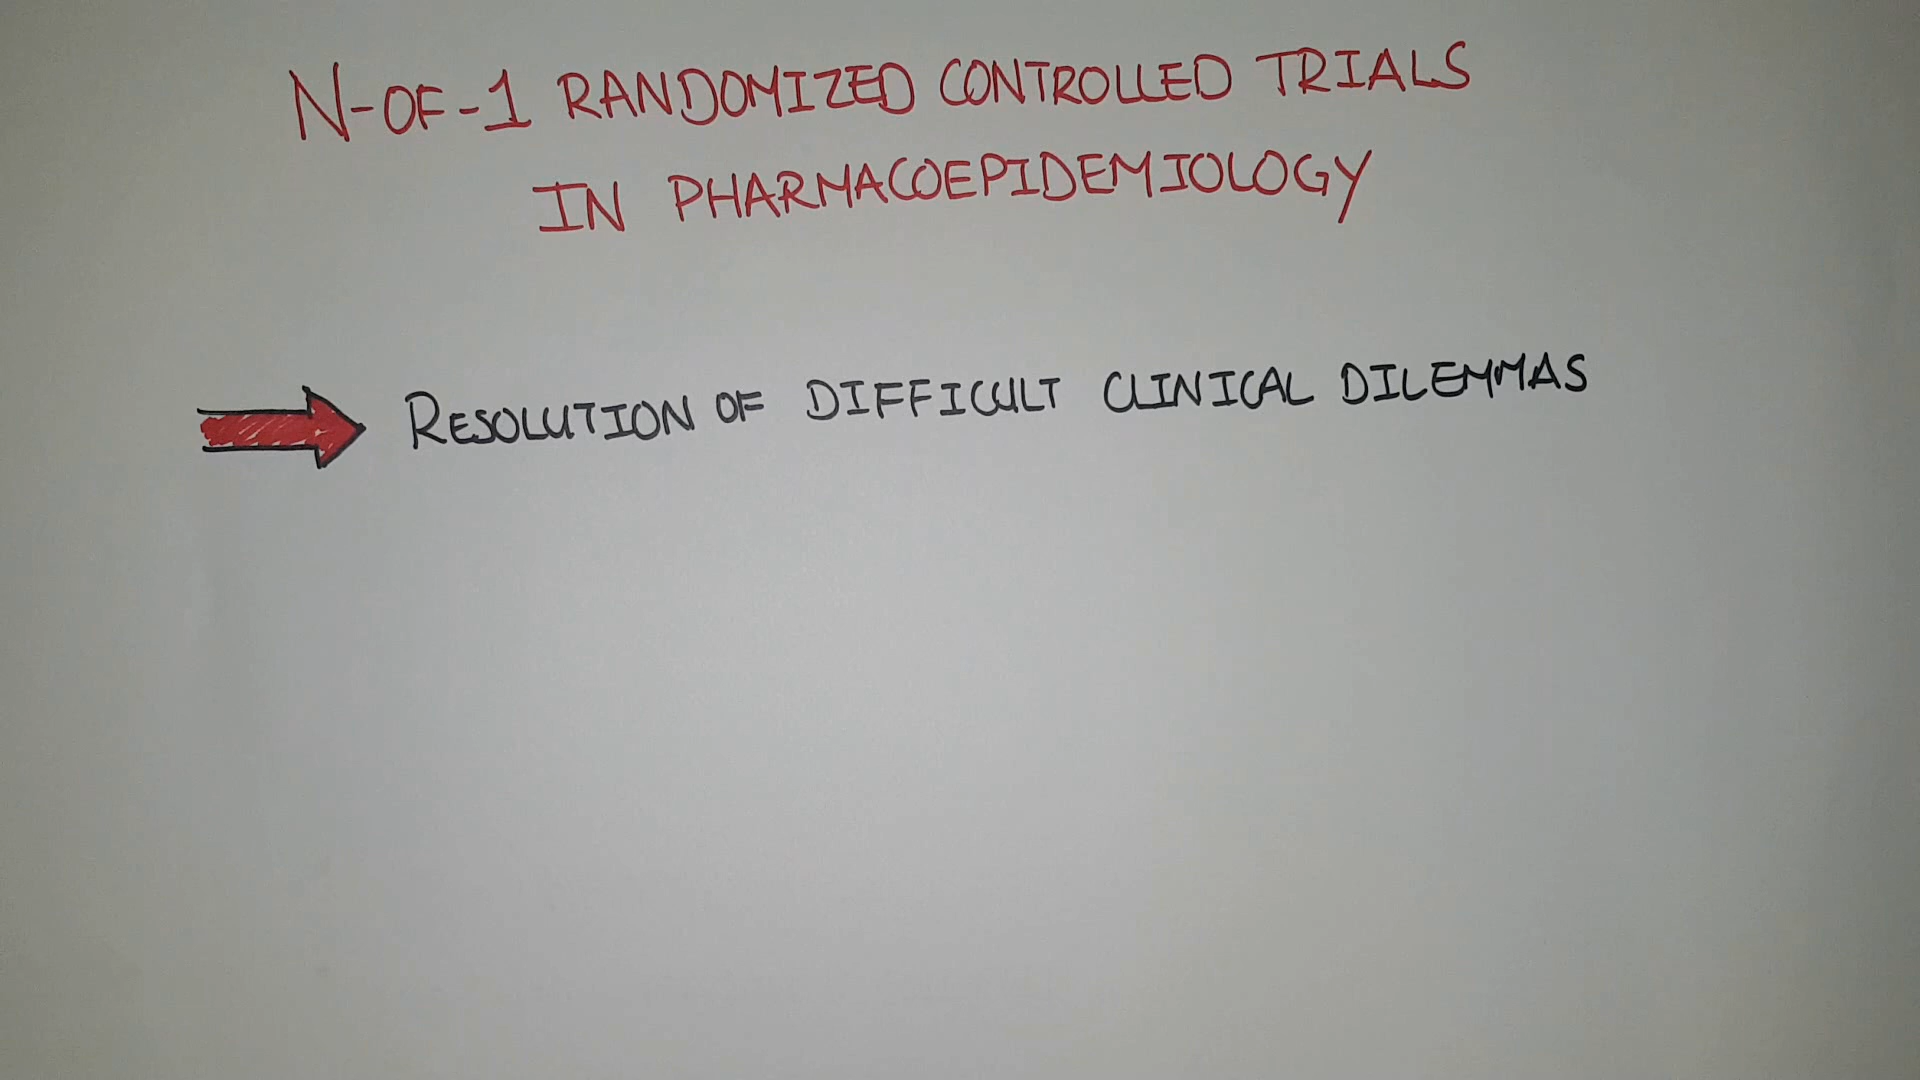 N-OF-1 RANDOMIZED CONTROLLED TRIALS
IN PHARMACOEPIDEMIOLOGY
RESOLUTION OF DIFFICULT CLINICAL DILEMMAS